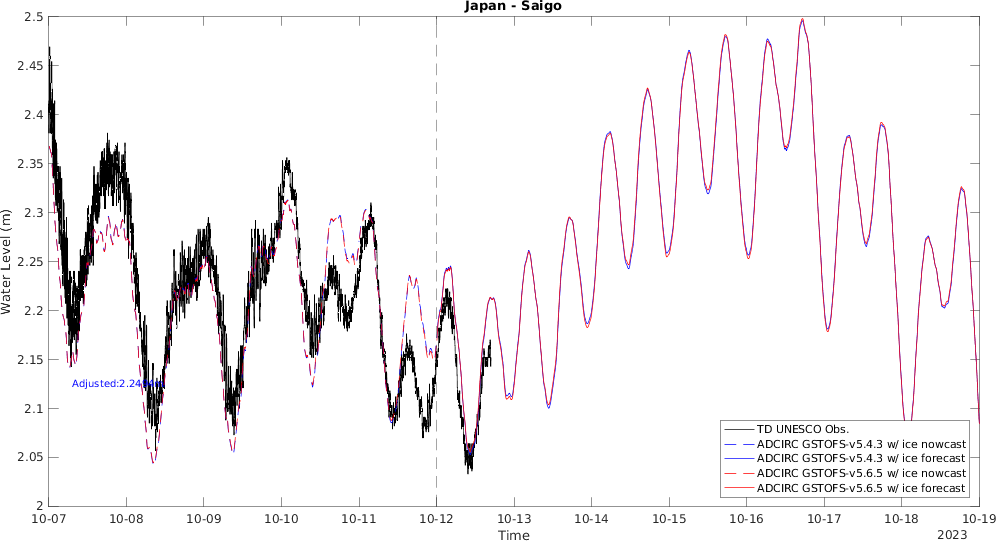 Japan - Saigo
2.5
2.45
2.4
2.35
2.3
2.25
2.2
2.15
2.1
2.05
2
Water Level (m)
TD UNESCO Obs.
ADCIRC GSTOFS-v5.4.3 w/ ice nowcast
ADCIRC GSTOFS-v5.4.3 w/ ice forecast
ADCIRC GSTOFS-v5.6.5 w/ ice nowcast
ADCIRC GSTOFS-v5.6.5 w/ ice forecast
10-07 10-08 10-09 10-10 10-11 10-12 10-13 10-14 10-15 10-16 10-17 10-18 10-19
Time
2023